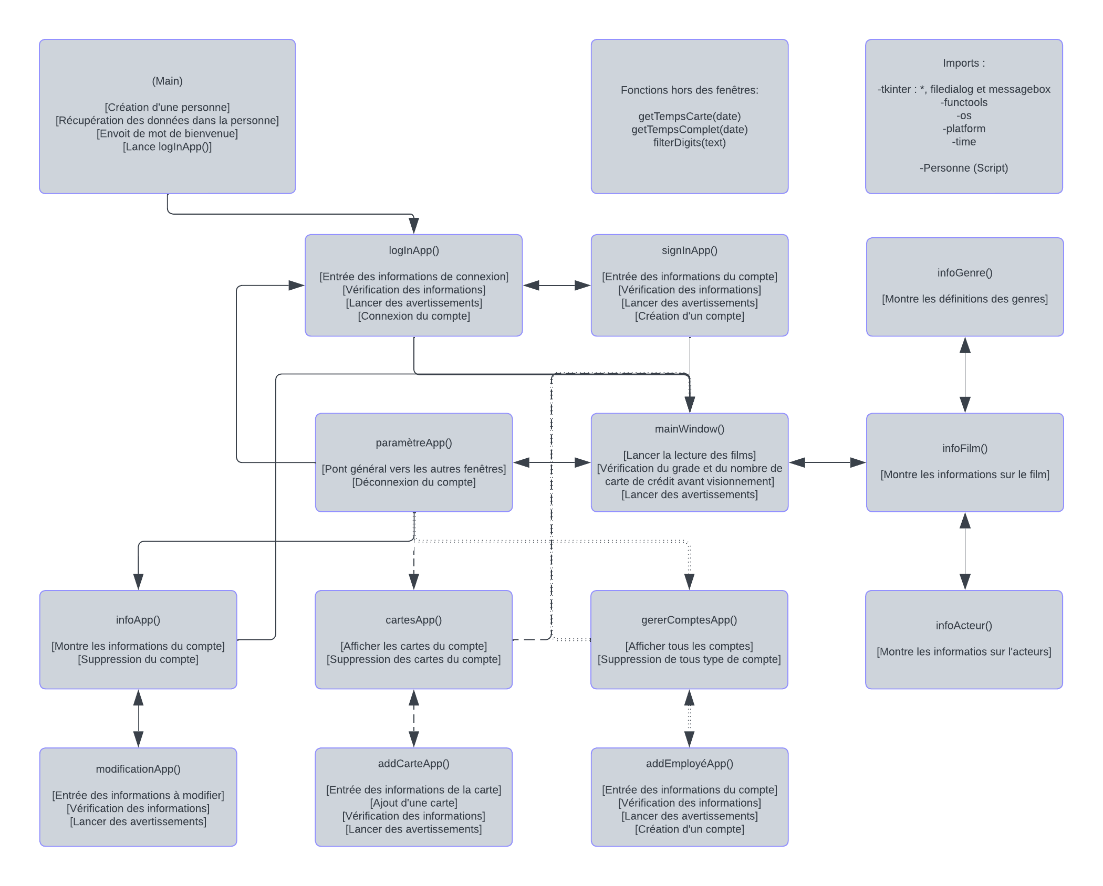 (Main)
[Création d'une personne]
[Récupération des données dans la personne]
[Envoit de mot de bienvenue]
[Lance logInApp()]
Fonctions hors des fenêtres:
getTempsCarte(date)
getTempsComplet(date)
filterDigits(text)
Imports :
-tkinter : *, filedialog et messagebox
-functools
-os
-platform
-time
-Personne (Script)
logInApp()
[Entrée des informations de connexion]
[Vérification des informations]
[Lancer des avertissements]
[Connexion du compte]
signInApp()
[Entrée des informations du compte]
[Vérification des informations]
[Lancer des avertissements]
[Création d'un compte]
infoGenre()
[Montre les définitions des genres]
paramètreApp()
[Pont général vers les autres fenêtres]
[Déconnexion du compte]
mainWindow()
[Lancer la lecture des films]
[Vérification du grade et du nombre de
carte de crédit avant visionnement]
[Lancer des avertissements]
infoFilm()
[Montre les informations sur le film]
infoApp()
[Montre les informations du compte]
[Suppression du compte]
cartesApp()
[Afficher les cartes du compte]
[Suppression des cartes du compte]
gererComptesApp()
[Afficher tous les comptes]
[Suppression de tous type de compte]
infoActeur()
[Montre les informatios sur l'acteurs]
modificationApp()
[Entrée des informations à modifier]
[Vérification des informations]
[Lancer des avertissements]
addCarteApp()
[Entrée des informations de la carte]
[Ajout d'une carte]
[Vérification des informations]
[Lancer des avertissements]
addEmployéApp()
[Entrée des informations du compte]
[Vérification des informations]
[Lancer des avertissements]
[Création d'un compte]